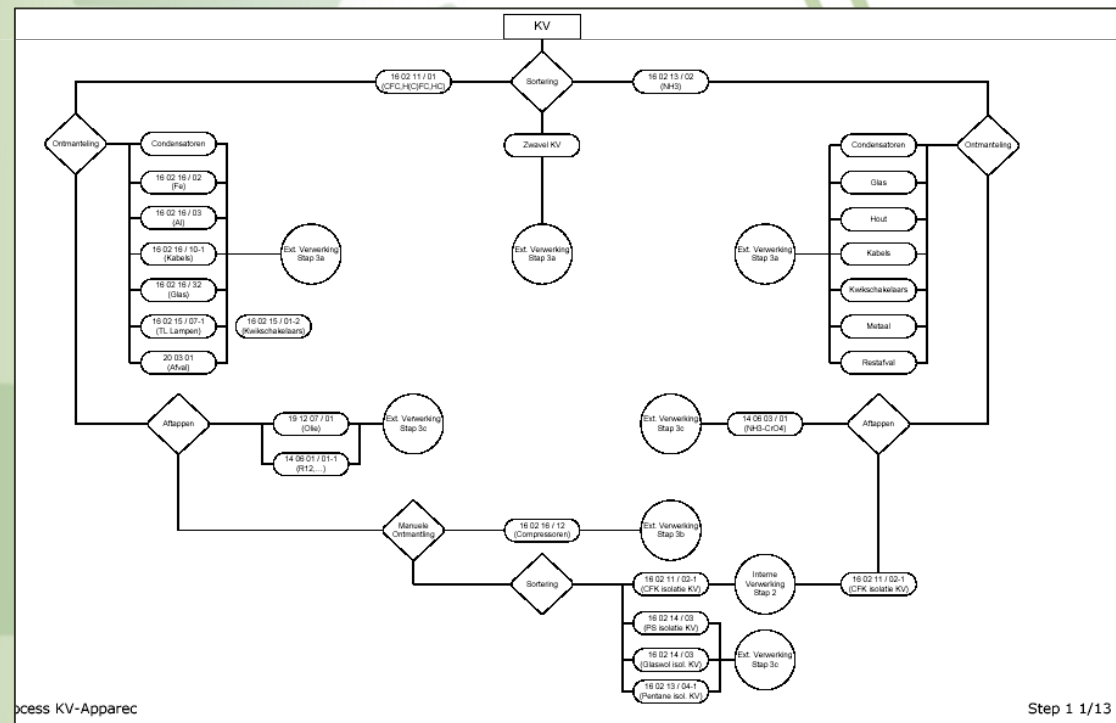 KV
16 02 11 / 01
(CFC,H(C)FC,HC)
Sortering
16 02 13 / 02
(NH3)
Ontmanteling
Condensatoren
Zwavel KV
Condensatoren
Ontmanteling
16 02 16 / 02
(Fe)
Glas
16 02 16 / 03
(Al)
Hout
16 02 16 / 10-1
(Kabels)
Ext. Verwerking
Stap 3a
Ext. Verwerking
Stap 3a
Ext. Verwerking
Stap 3a
Kabels
16 02 16 / 32
(Glas)
Kwikschakelaars
16 02 15 / 07-1
(TL Lampen)
16 02 15 / 01-2
(Kwikschakelaars)
Metaal
20 03 01
(Afval)
Restafval
Aftappen
19 12 07 / 01
(Olie)
Ext. Verwerking
Stap 3c
Ext. Verwerking
Stap 3c
14 06 03 / 01
(NH3-CrO4)
Aftappen
14 06 01 / 01-1
(R12,...)
Manuele
Ontmantling
16 02 16 / 12
(Compressoren)
Ext. Verwerking
Stap 3b
Sortering
16 02 11 / 02-1
(CFK isolatie KV)
Interne
Verwerking
Stap 2
16 02 11 / 02-1
(CFK isolatie KV)
16 02 14 / 03
(PS isolatie KV)
16 02 14 / 03
(Glaswol isol. KV)
Ext. Verwerking
Stap 3c
16 02 13 / 04-1
(Pentane isol. KV)
ocess KV-Apparec
Step 1 1/13